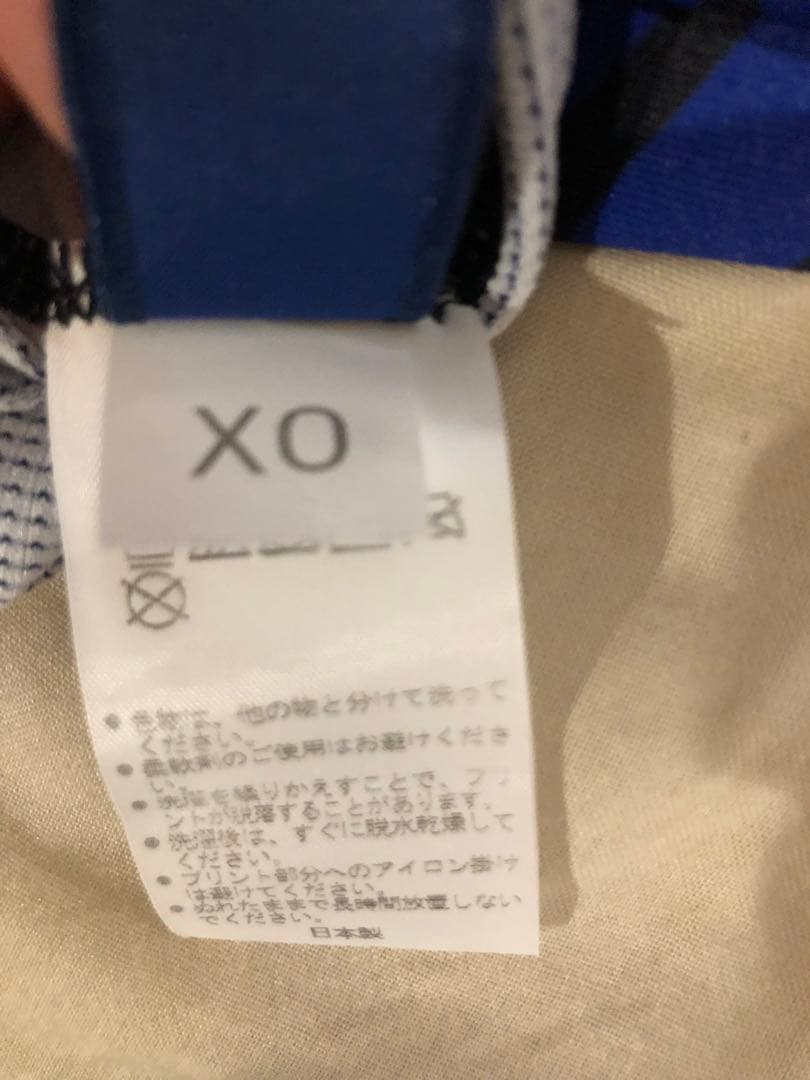 XO
● 色物は、他の物と分けて洗って
ください。
● 柔軟剤のご使用はお避けくださ
い。
● 洗濯を繰りかえすことで、プリ
ントが脱落することがあります。
● 洗濯後は、すぐに脱水乾燥して
ください。
● プリント部分へのアイロン掛け
は避けてください。
● ぬれたままで長時間放置しない
でください。
日本製